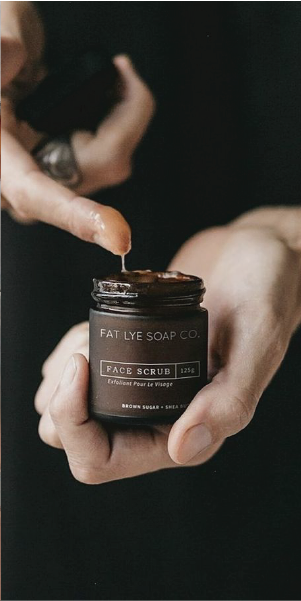 FAT LYE SOAP CO.
FACE SCRUB 125g
Exfoliant Pour Le Visage
BROWN SUGAR + SHEA